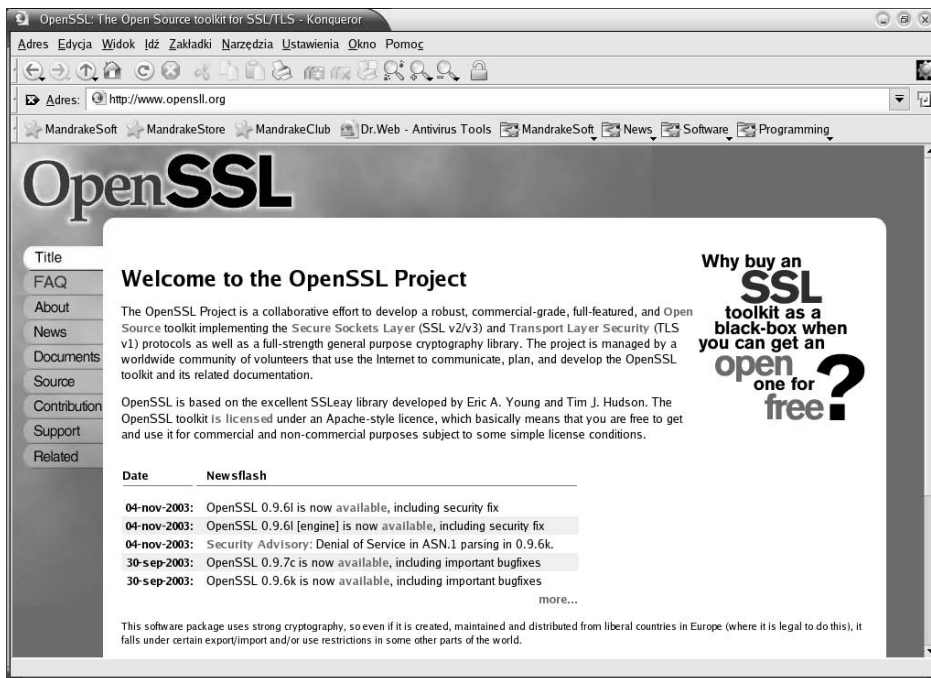 OpenSSL: The Open Source toolkit for SSL/TLS - Konqueror
Adres Edycja Widok Idź Zakładki Narzędzia Ustawienia Okno Pomoc
Adres: http://www.opensll.org
MandrakeSoft MandrakeStore MandrakeClub Dr.Web - Antivirus Tools MandrakeSoft News Software Programming
OpenSSL
Title
FAQ
About
News
Documents
Source
Contribution
Support
Related
Welcome to the OpenSSL Project
The OpenSSL Project is a collaborative effort to develop a robust, commercial-grade, full-featured, and Open
Source toolkit implementing the Secure Sockets Layer (SSL v2/v3) and Transport Layer Security (TLS
v1) protocols as well as a full-strength general purpose cryptography library. The project is managed by a
worldwide community of volunteers that use the Internet to communicate, plan, and develop the OpenSSL
toolkit and its related documentation.
OpenSSL is based on the excellent SSLeay library developed by Eric A. Young and Tim J. Hudson. The
OpenSSL toolkit is licensed under an Apache-style licence, which basically means that you are free to get
and use it for commercial and non-commercial purposes subject to some simple license conditions.
Why buy an
SSL
toolkit as a
black-box when
you can get an
open
one for
free?
Date Newsflash
04-nov-2003: OpenSSL 0.9.6l is now available, including security fix
04-nov-2003: OpenSSL 0.9.6l [engine] is now available, including security fix
04-nov-2003: Security Advisory: Denial of Service in ASN.1 parsing in 0.9.6k.
30-sep-2003: OpenSSL 0.9.7c is now available, including important bugfixes
30-sep-2003: OpenSSL 0.9.6k is now available, including important bugfixes
more...
This software package uses strong cryptography, so even if it is created, maintained and distributed from liberal countries in Europe (where it is legal to do this), it
falls under certain export/import and/or use restrictions in some other parts of the world.